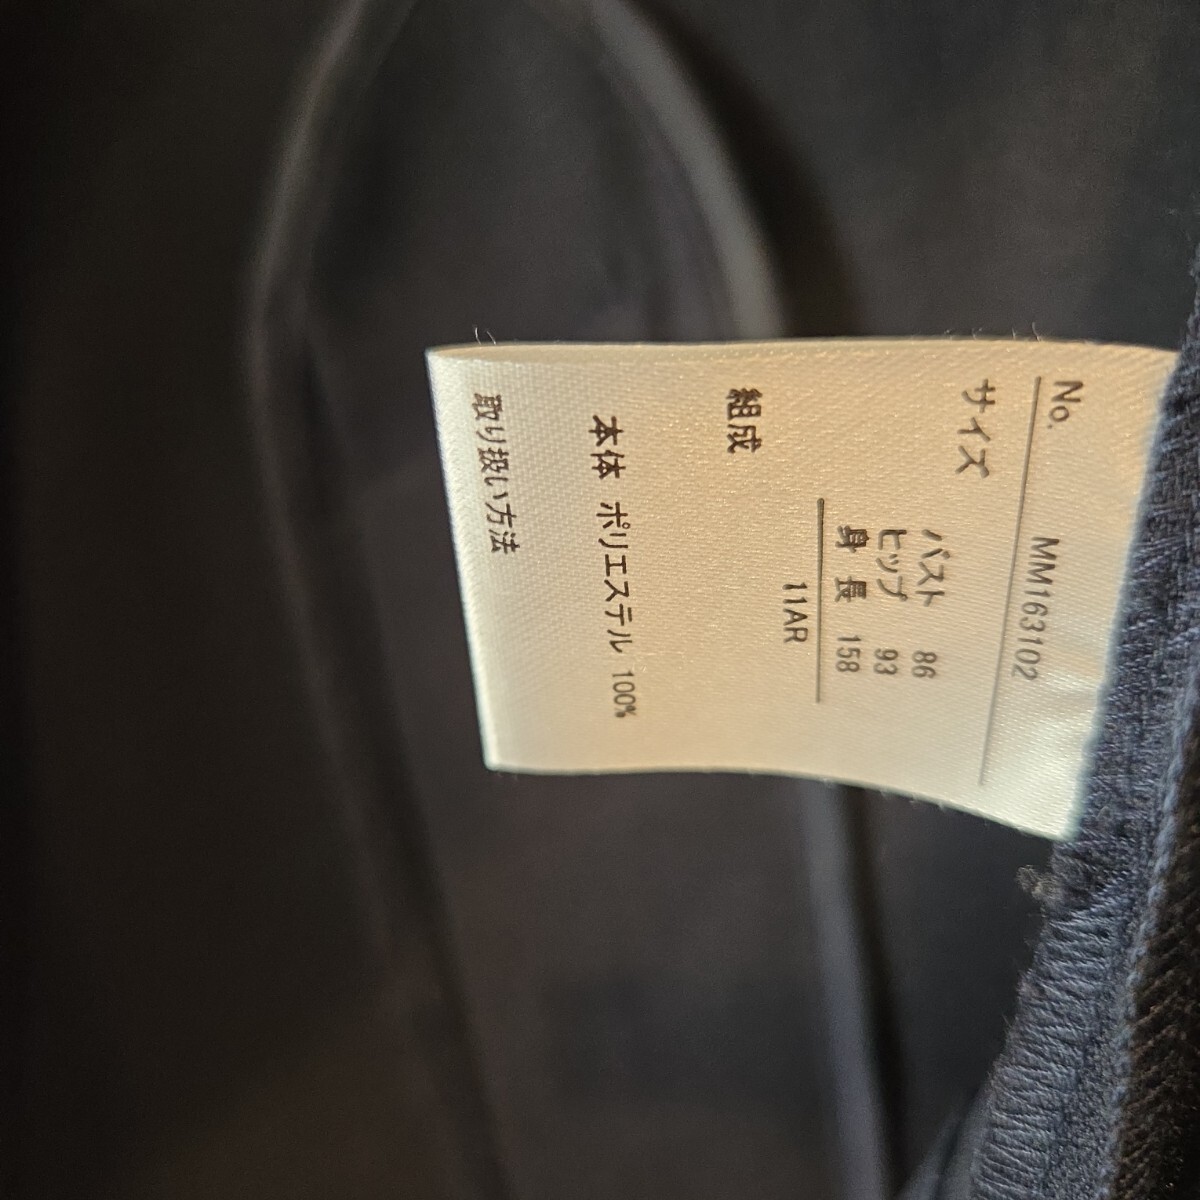 No. MM163102
サイズ
バスト 86
ヒップ 93
身長 158
11AR
組成
本体 ポリエステル 100%
取り扱い方法